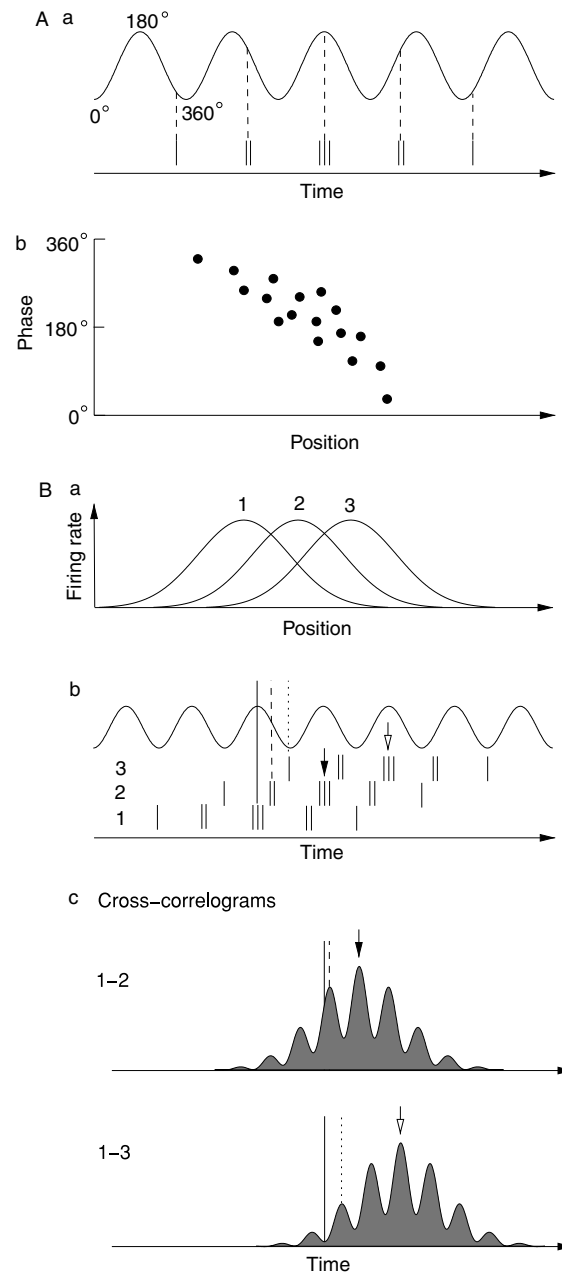 A a
180°
0°
360°
Time
b
360°
180°
0°
Phase
Position
B a
1 2 3
Firing rate
Position
b
3
2
1
Time
c Cross-correlograms
1-2
1-3
Time